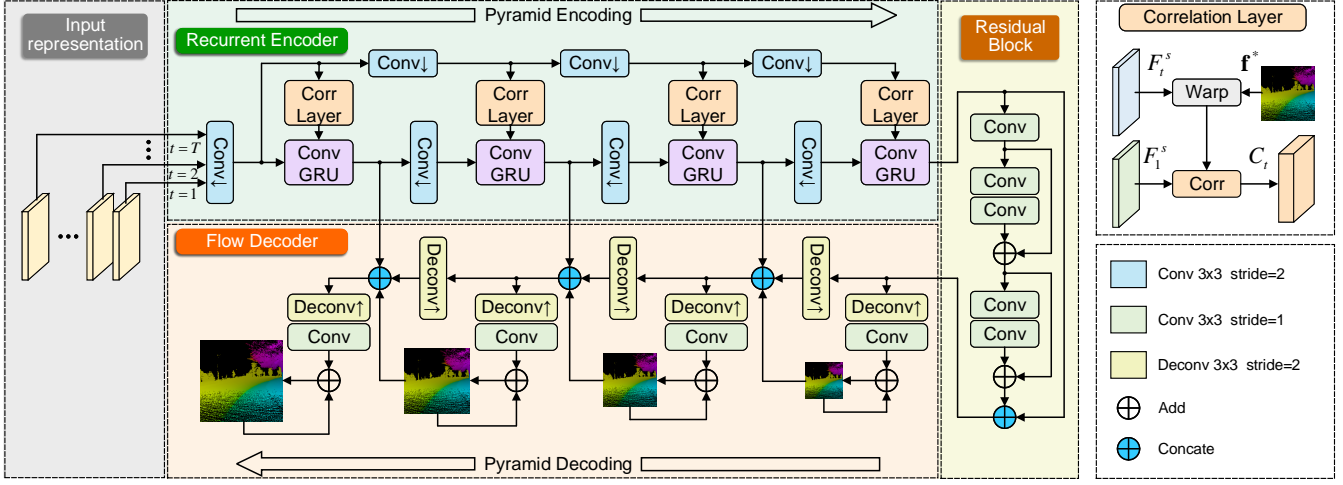 Input
representation
t = T
t=2
t=1
Pyramid Encoding
Recurrent Encoder
Conv↓
Conv↓
Conv↓
Corr
Layer
Corr
Layer
Corr
Layer
Corr
Layer
Conv↓
Conv
GRU
Conv↓
Conv
GRU
Conv↓
Conv
GRU
Conv↓
Conv
GRU
Flow Decoder
Deconv↑
Deconv↑
Deconv↑
Deconv↑
Deconv↑
Deconv↑
Deconv↑
Conv
Conv
Conv
Conv
Pyramid Decoding
Residual
Block
Conv
Conv
Conv
Conv
Conv
Correlation Layer
F_t^s
f*
Warp
F_1^s
C_t
Corr
Conv 3x3 stride=2
Conv 3x3 stride=1
Deconv 3x3 stride=2
Add
Concate